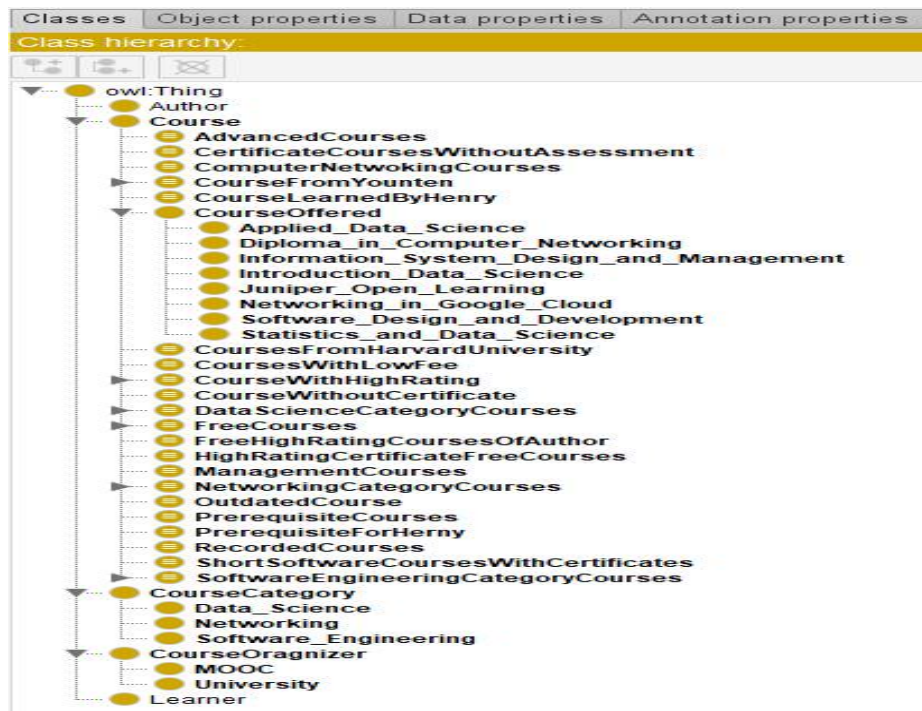 Classes Object properties Data properties Annotation properties
Class hierarchy:
owl:Thing
Author
Course
AdvancedCourses
CertificateCoursesWithoutAssessment
ComputerNetwokingCourses
CourseFromYounten
CourseLearnedByHenry
CourseOffered
Applied_Data_Science
Diploma_in_Computer_Networking
Information_System_Design_and_Management
Introduction_Data_Science
Juniper_Open_Learning
Networking_in_Google_Cloud
Software_Design_and_Development
Statistics_and_Data_Science
CoursesFromHarvardUniversity
CoursesWithLowFee
CourseWithHighRating
CourseWithoutCertificate
DataScienceCategoryCourses
FreeCourses
FreeHighRatingCoursesOfAuthor
HighRatingCertificateFreeCourses
ManagementCourses
NetworkingCategoryCourses
OutdatedCourse
PrerequisiteCourses
PrerequisiteForHerny
RecordedCourses
ShortSoftwareCoursesWithCertificates
SoftwareEngineeringCategoryCourses
CourseCategory
Data_Science
Networking
Software_Engineering
CourseOragnizer
MOOC
University
Learner